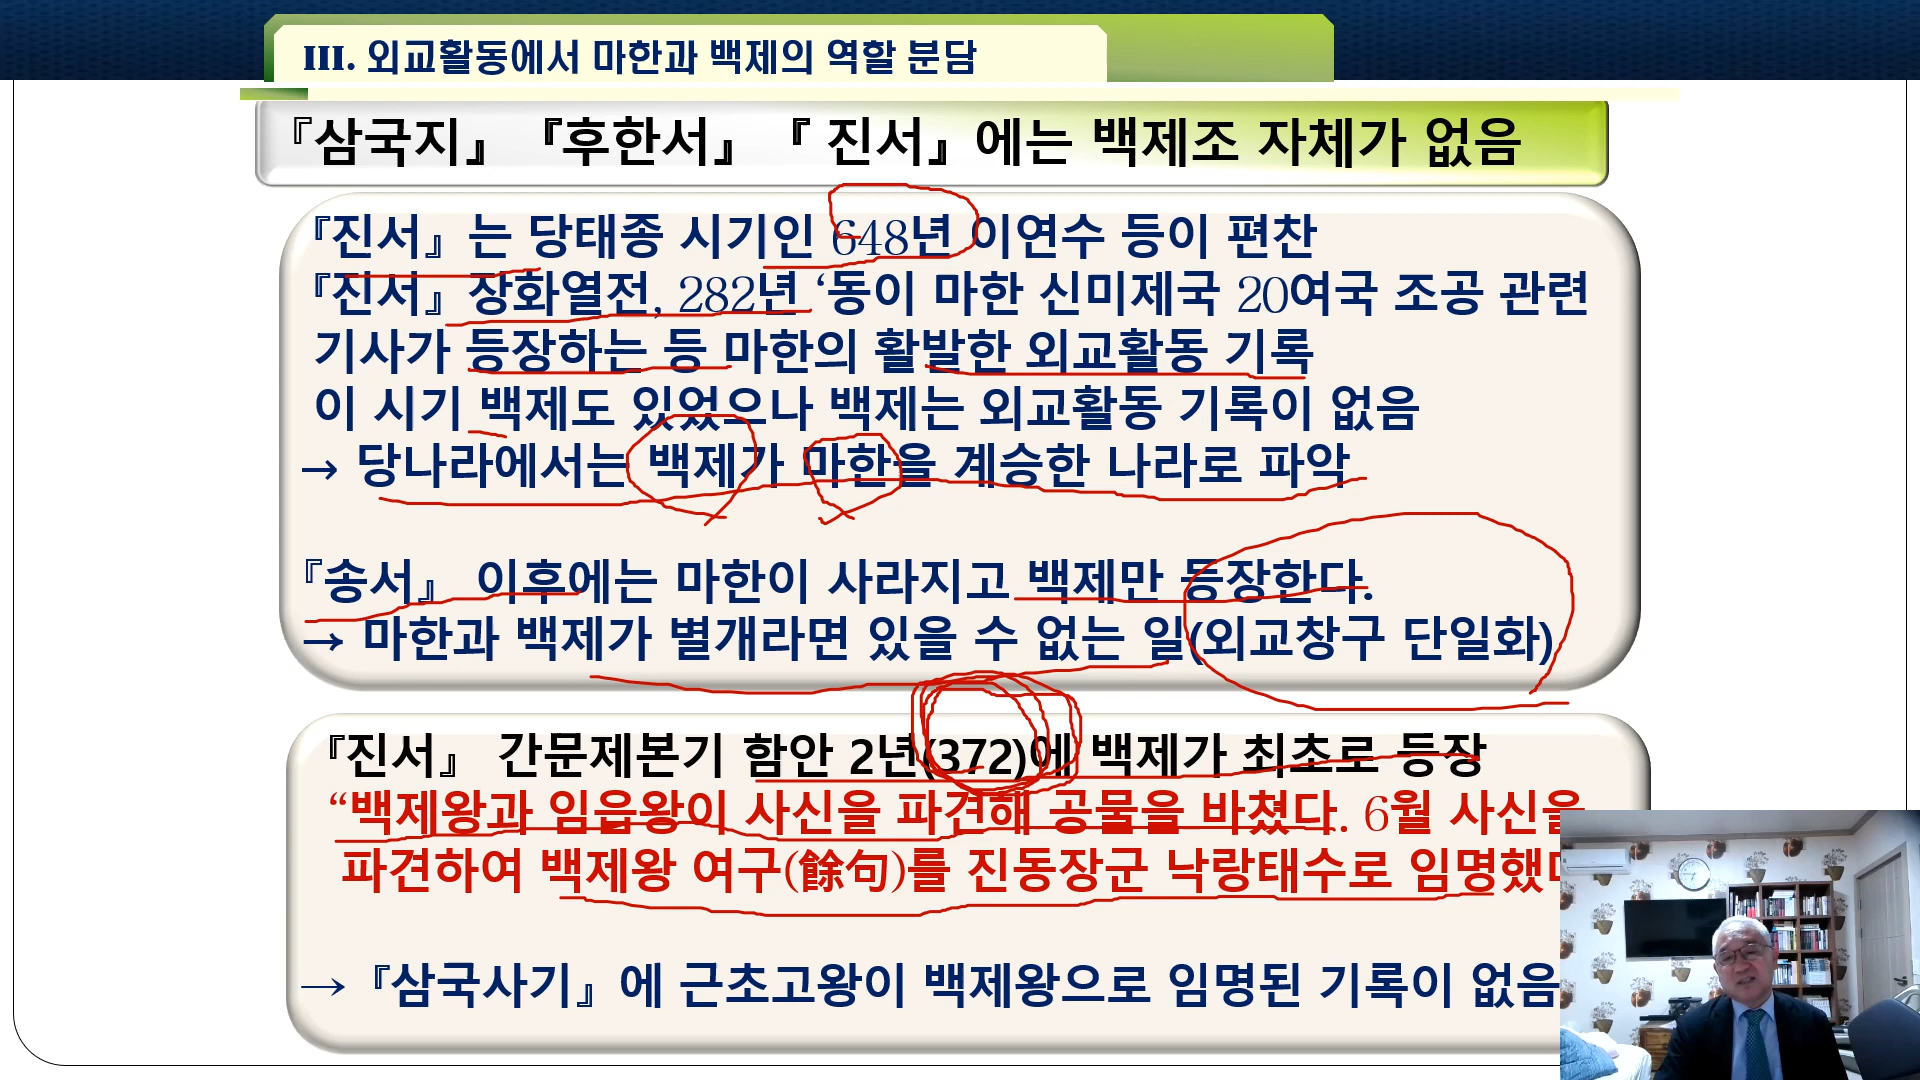 III. 외교활동에서 마한과 백제의 역할 분담
『삼국지』 『후한서』 『 진서』에는 백제조 자체가 없음
『진서』는 당태종 시기인 648년 이연수 등이 편찬
『진서』 장화열전, 282년 ‘동이 마한 신미제국 20여국 조공 관련
기사가 등장하는 등 마한의 활발한 외교활동 기록
이 시기 백제도 있었으나 백제는 외교활동 기록이 없음
→ 당나라에서는 백제가 마한을 계승한 나라로 파악
『송서』 이후에는 마한이 사라지고 백제만 등장한다.
→ 마한과 백제가 별개라면 있을 수 없는 일(외교창구 단일화)
『진서』 간문제본기 함안 2년(372)에 백제가 최초로 등장
“백제왕과 임읍왕이 사신을 파견해 공물을 바쳤다. 6월 사신을
파견하여 백제왕 여구(餘句)를 진동장군 낙랑태수로
→『삼국사기』에 근초고왕이 백제왕으로 임명된 기록이 없음